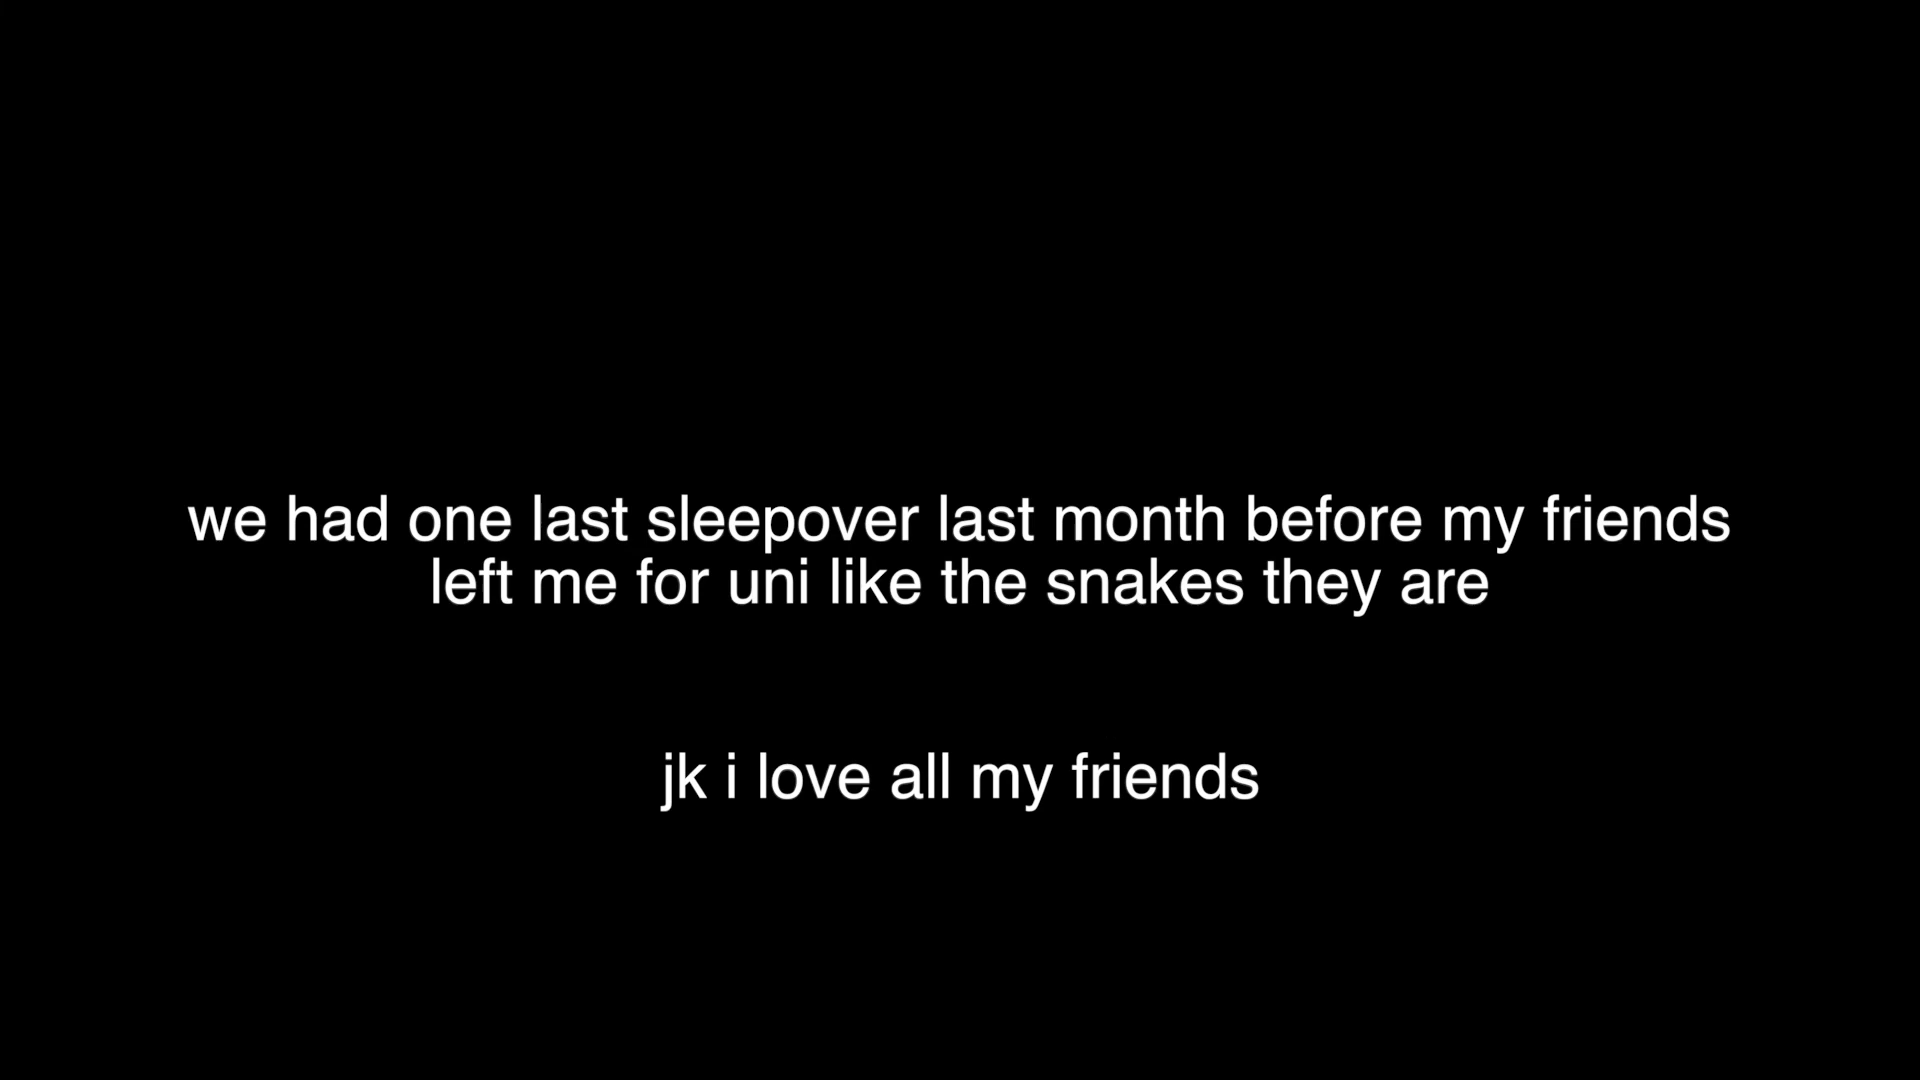 we had one last sleepover last month before my friends
left me for uni like the snakes they are
jk i love all my friends